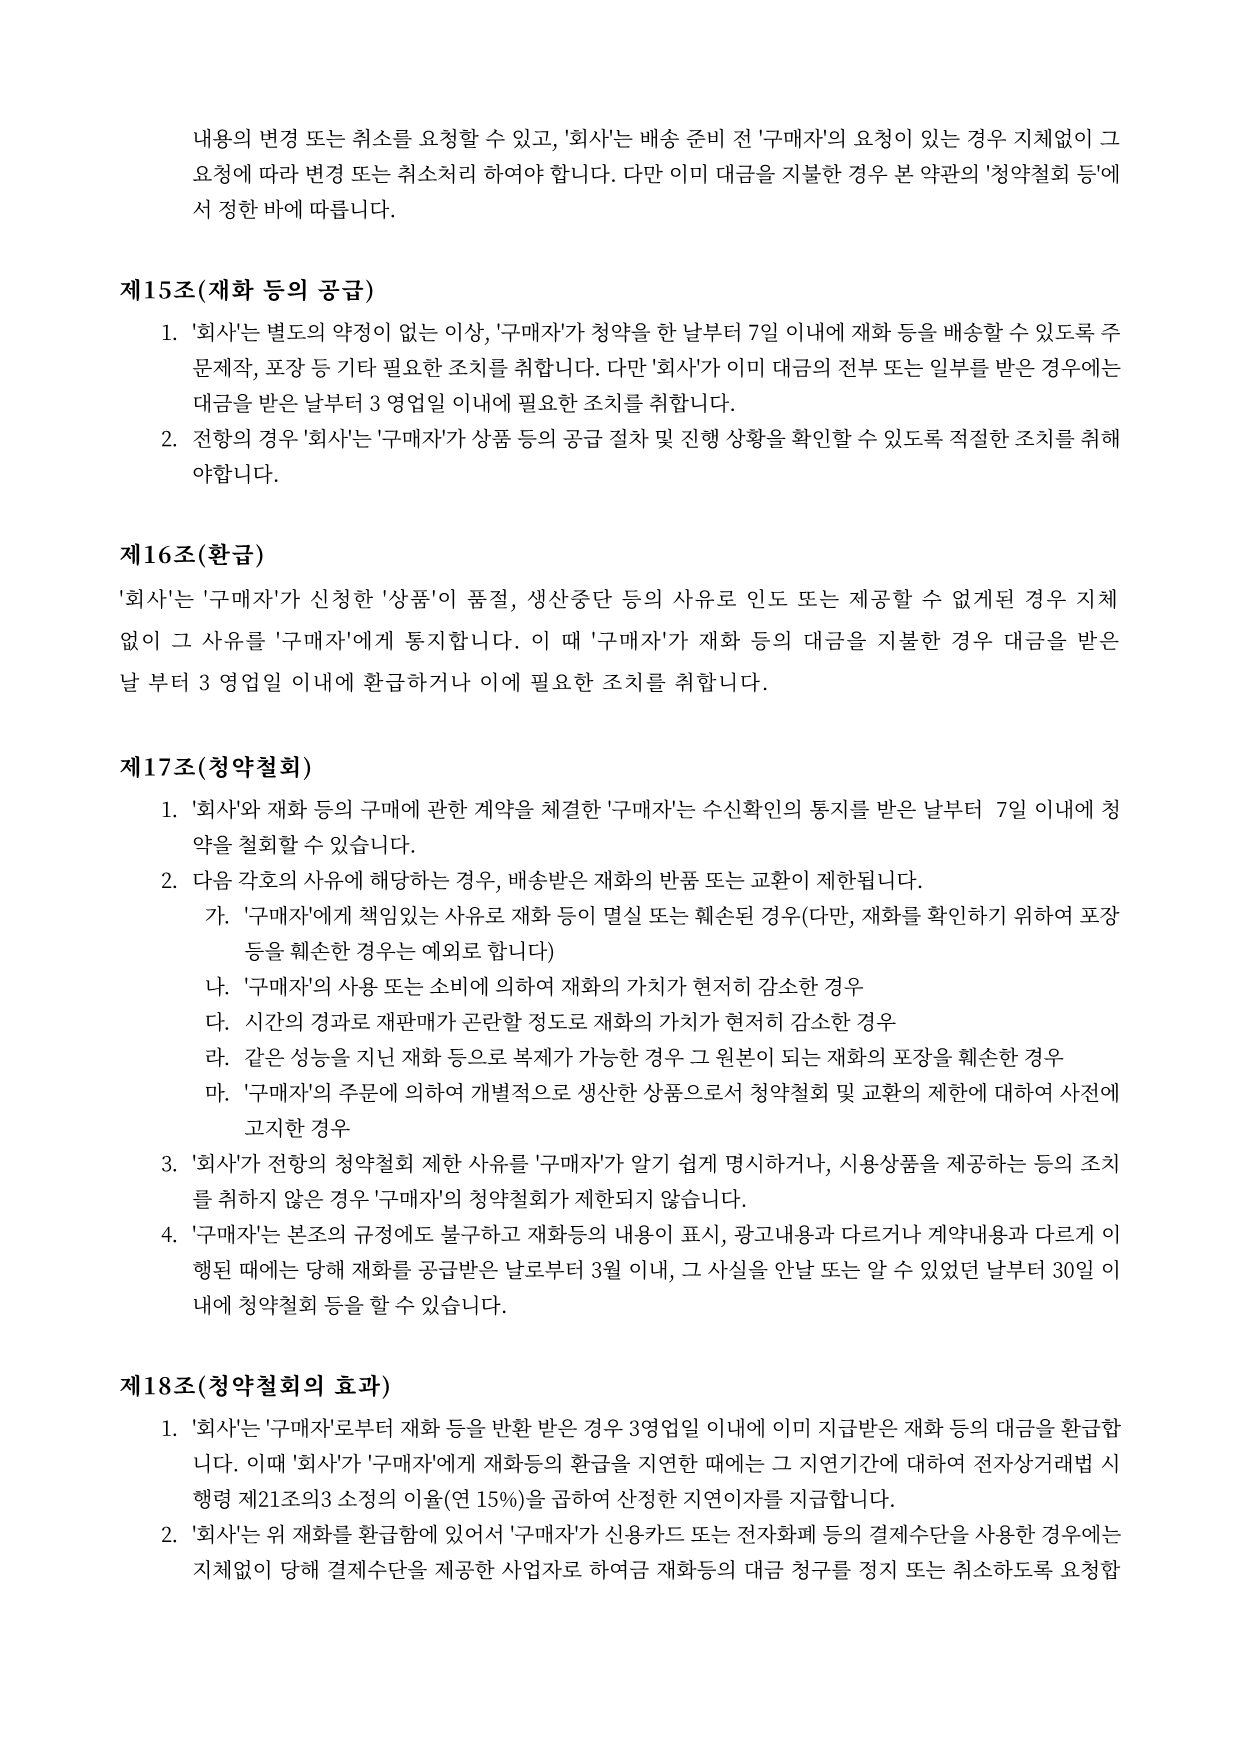 내용의 변경 또는 취소를 요청할 수 있고, '회사'는 배송 준비 전 '구매자'의 요청이 있는 경우 지체없이 그
요청에 따라 변경 또는 취소처리 하여야 합니다. 다만 이미 대금을 지불한 경우 본 약관의 '청약철회 등'에
서 정한 바에 따릅니다.
제15조(재화 등의 공급)
1. '회사'는 별도의 약정이 없는 이상, '구매자'가 청약을 한 날부터 7일 이내에 재화 등을 배송할 수 있도록 주
문제작, 포장 등 기타 필요한 조치를 취합니다. 다만 '회사'가 이미 대금의 전부 또는 일부를 받은 경우에는
대금을 받은 날부터 3 영업일 이내에 필요한 조치를 취합니다.
2. 전항의 경우 '회사'는 '구매자'가 상품 등의 공급 절차 및 진행 상황을 확인할 수 있도록 적절한 조치를 취해
야합니다.
제16조(환급)
'회사'는 '구매자'가 신청한 '상품'이 품절, 생산중단 등의 사유로 인도 또는 제공할 수 없게된 경우 지체
없이 그 사유를 '구매자'에게 통지합니다. 이 때 '구매자'가 재화 등의 대금을 지불한 경우 대금을 받은
날 부터 3 영업일 이내에 환급하거나 이에 필요한 조치를 취합니다.
제17조(청약철회)
1. '회사'와 재화 등의 구매에 관한 계약을 체결한 '구매자'는 수신확인의 통지를 받은 날부터  7일 이내에 청
약을 철회할 수 있습니다.
2. 다음 각호의 사유에 해당하는 경우, 배송받은 재화의 반품 또는 교환이 제한됩니다.
가. '구매자'에게 책임있는 사유로 재화 등이 멸실 또는 훼손된 경우(다만, 재화를 확인하기 위하여 포장
등을 훼손한 경우는 예외로 합니다)
나. '구매자'의 사용 또는 소비에 의하여 재화의 가치가 현저히 감소한 경우
다. 시간의 경과로 재판매가 곤란할 정도로 재화의 가치가 현저히 감소한 경우
라. 같은 성능을 지닌 재화 등으로 복제가 가능한 경우 그 원본이 되는 재화의 포장을 훼손한 경우
마. '구매자'의 주문에 의하여 개별적으로 생산한 상품으로서 청약철회 및 교환의 제한에 대하여 사전에
고지한 경우
3. '회사'가 전항의 청약철회 제한 사유를 '구매자'가 알기 쉽게 명시하거나, 시용상품을 제공하는 등의 조치
를 취하지 않은 경우 '구매자'의 청약철회가 제한되지 않습니다.
4. '구매자'는 본조의 규정에도 불구하고 재화등의 내용이 표시, 광고내용과 다르거나 계약내용과 다르게 이
행된 때에는 당해 재화를 공급받은 날로부터 3월 이내, 그 사실을 안날 또는 알 수 있었던 날부터 30일 이
내에 청약철회 등을 할 수 있습니다.
제18조(청약철회의 효과)
1. '회사'는 '구매자'로부터 재화 등을 반환 받은 경우 3영업일 이내에 이미 지급받은 재화 등의 대금을 환급합
니다. 이때 '회사'가 '구매자'에게 재화등의 환급을 지연한 때에는 그 지연기간에 대하여 전자상거래법 시
행령 제21조의3 소정의 이율(연 15%)을 곱하여 산정한 지연이자를 지급합니다.
2. '회사'는 위 재화를 환급함에 있어서 '구매자'가 신용카드 또는 전자화폐 등의 결제수단을 사용한 경우에는
지체없이 당해 결제수단을 제공한 사업자로 하여금 재화등의 대금 청구를 정지 또는 취소하도록 요청합